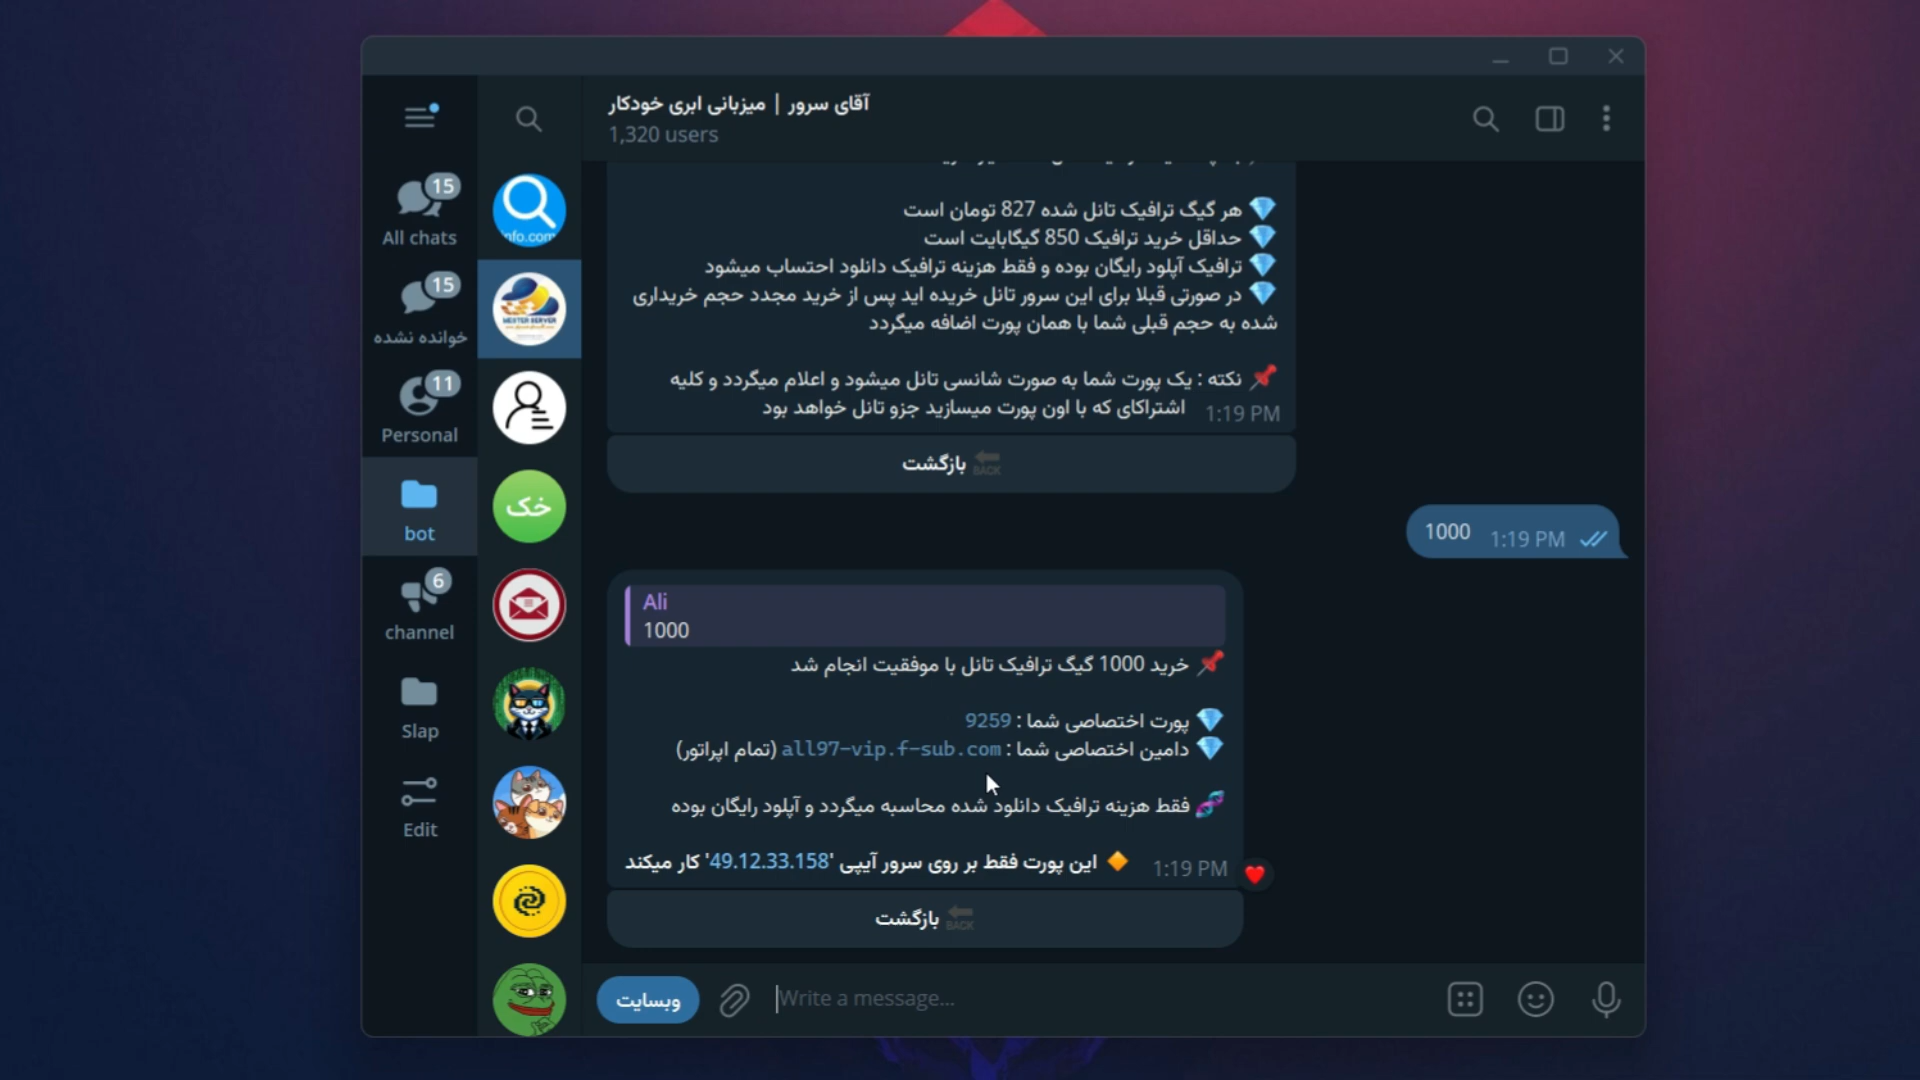 آقای سرور | میزبانی ابری خودکار
1,320 users
15
All chats
15
خوانده نشده
11
Personal
bot
6
channel
Slap
Edit
nfo.com
MESTER SERVER
خک
هر گیگ ترافیک تانل شده 827 تومان است
حداقل خرید ترافیک 850 گیگابایت است
ترافیک آپلود رایگان بوده و فقط هزینه ترافیک دانلود احتساب میشود
در صورتی قبلا برای این سرور تانل خریده اید پس از خرید مجدد حجم خریداری
شده به حجم قبلی شما با همان پورت اضافه میگردد
نکته : یک پورت شما به صورت شانسی تانل میشود و اعلام میگردد و کلیه
اشتراکای که با اون پورت میسازید جزو تانل خواهد بود 1:19 PM
بازگشت BACK
1000 1:19 PM
Ali
1000
خرید 1000 گیگ ترافیک تانل با موفقیت انجام شد
پورت اختصاصی شما : 9259
دامین اختصاصی شما : all97-vip.f-sub.com (تمام اپراتور)
فقط هزینه ترافیک دانلود شده محاسبه میگردد و آپلود رایگان بوده
این پورت فقط بر روی سرور آیپی '49.12.33.158' کار میکند 1:19 PM
بازگشت BACK
وبسایت
Write a message...